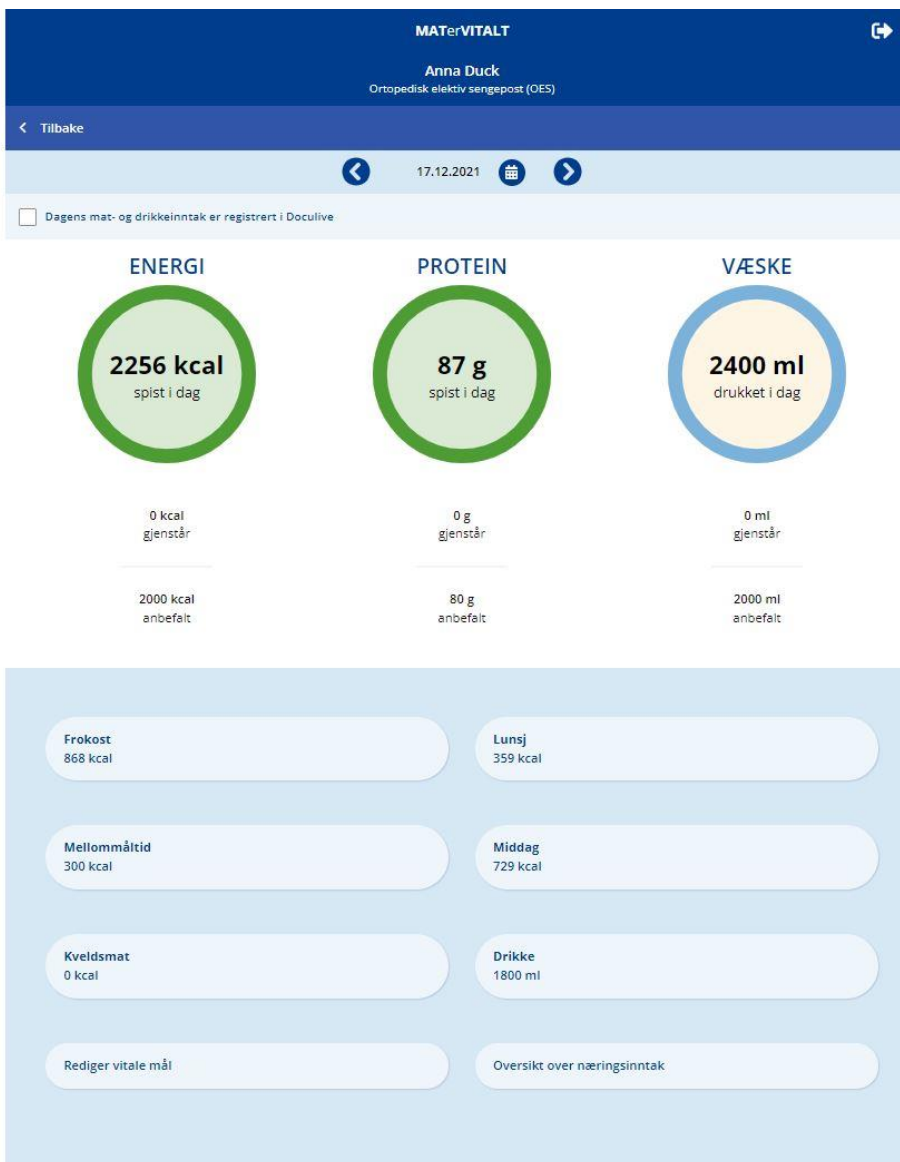 MATerVITALT
Anna Duck
Ortopedisk elektiv sengepost (OES)
Tilbake
17.12.2021
Dagens mat- og drikkeinntak er registrert i Doculive
ENERGI
2256 kcal
spist i dag
0 kcal
gjenstår
2000 kcal
anbefalt
PROTEIN
87 g
spist i dag
0 g
gjenstår
80 g
anbefalt
VÆSKE
2400 ml
drukket i dag
0 ml
gjenstår
2000 ml
anbefalt
Frokost
868 kcal
Lunsj
359 kcal
Mellommåltid
300 kcal
Middag
729 kcal
Kveldsmat
0 kcal
Drikke
1800 ml
Rediger vitale mål
Oversikt over næringsinntak